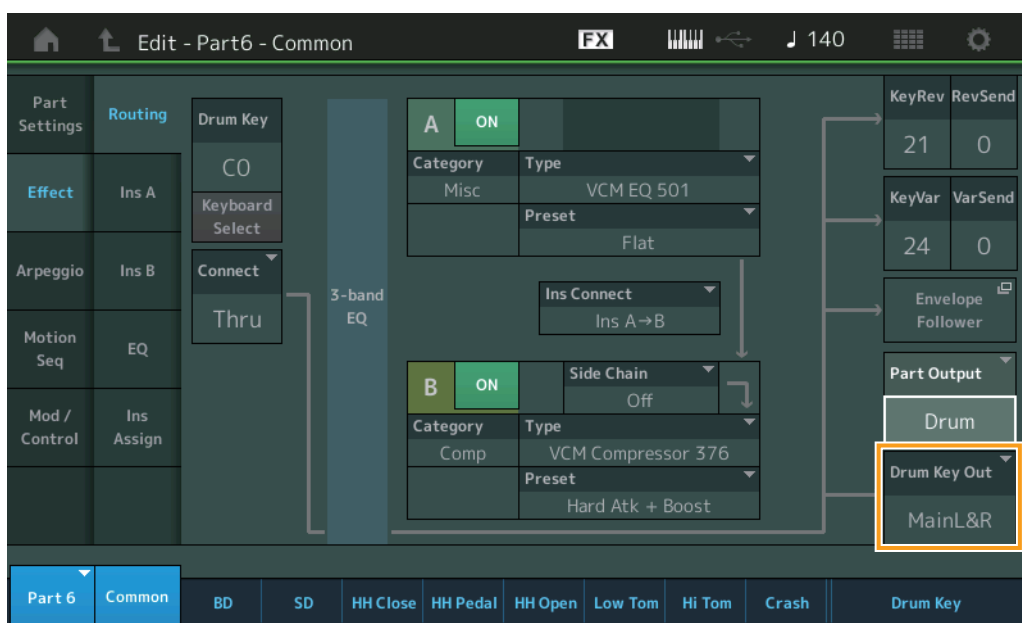 Edit - Part6 - Common
FX
♩ 140
Part
Settings
Effect
Arpeggio
Motion
Seq
Mod /
Control
Routing
Ins A
Ins B
EQ
Ins
Assign
Drum Key
C0
Keyboard
Select
Connect
Thru
3-band
EQ
A
ON
Category
Misc
Type
VCM EQ 501
Preset
Flat
Ins Connect
Ins A→B
B
ON
Side Chain
Off
Category
Comp
Type
VCM Compressor 376
Preset
Hard Atk + Boost
KeyRev RevSend
21 0
KeyVar VarSend
24 0
Envelope
Follower
Part Output
Drum
Drum Key Out
MainL&R
Part 6 Common BD SD HH Close HH Pedal HH Open Low Tom Hi Tom Crash Drum Key